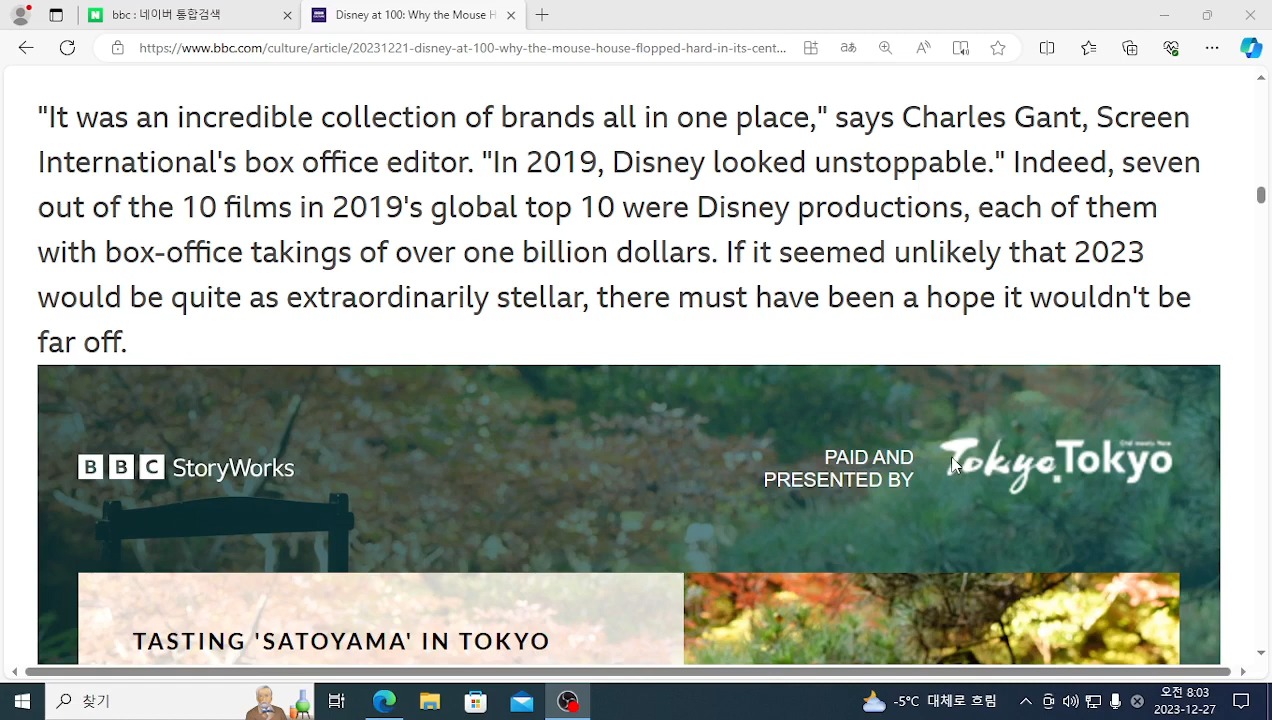 bbc : 네이버 통합검색
Disney at 100: Why the Mouse H
https://www.bbc.com/culture/article/20231221-disney-at-100-why-the-mouse-house-flopped-hard-in-its-cent...
"It was an incredible collection of brands all in one place," says Charles Gant, Screen
International's box office editor. "In 2019, Disney looked unstoppable." Indeed, seven
out of the 10 films in 2019's global top 10 were Disney productions, each of them
with box-office takings of over one billion dollars. If it seemed unlikely that 2023
would be quite as extraordinarily stellar, there must have been a hope it wouldn't be
far off.
BBC StoryWorks
PAID AND
PRESENTED BY
Tokyo Tokyo
Old meets New
TASTING 'SATOYAMA' IN TOKYO
찾기
-5°C 대체로 흐림
오전 8:03
2023-12-27